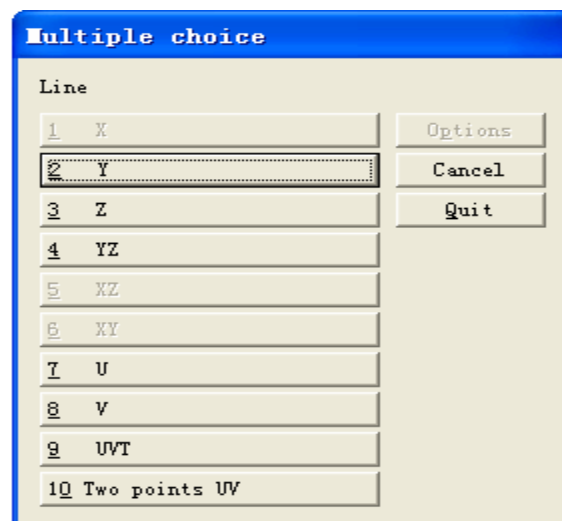 Multiple choice
Line
1 X
Options
2 Y
Cancel
3 Z
Quit
4 YZ
5 XZ
6 XY
7 U
8 V
9 UVT
10 Two points UV